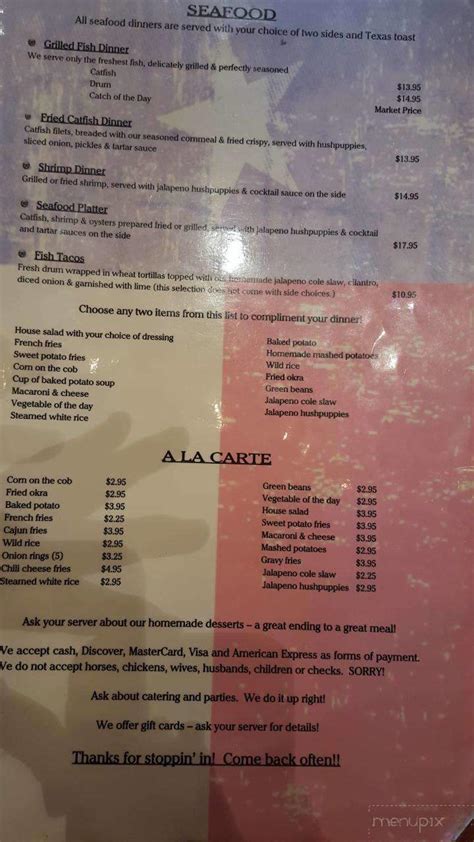 SEAFOOD
All seafood dinners are served with your choice of two sides and Texas toast
Grilled Fish Dinner
We serve only the freshest fish, delicately grilled & perfectly seasoned
Catfish $13.95
Drum $14.95
Catch of the Day Market Price
Fried Catfish Dinner
Catfish filets, breaded with our seasoned cornmeal & fried crispy, served with hushpuppies,
sliced onion, pickles & tartar sauce $13.95
Shrimp Dinner
Grilled or fried shrimp, served with jalapeno hushpuppies & cocktail sauce on the side $14.95
Seafood Platter
Catfish, shrimp & oysters prepared fried or grilled, served with jalapeno hushpuppies & cocktail
and tartar sauces on the side $17.95
Fish Tacos
Fresh drum wrapped in wheat tortillas topped with our homemade jalapeno cole slaw, cilantro,
diced onion & garnished with lime (this selection does not come with side choices.) $10.95
Choose any two items from this list to compliment your dinner!
House salad with your choice of dressing
French fries
Sweet potato fries
Corn on the cob
Cup of baked potato soup
Macaroni & cheese
Vegetable of the day
Steamed white rice
Baked potato
Homemade mashed potatoes
Wild rice
Fried okra
Green beans
Jalapeno cole slaw
Jalapeno hushpuppies
A LA CARTE
Corn on the cob $2.95
Fried okra $2.95
Baked potato $3.95
French fries $2.25
Cajun fries $3.95
Wild rice $2.95
Onion rings (5) $3.25
Chili cheese fries $4.95
Steamed white rice $2.95
Green beans $2.95
Vegetable of the day $2.95
House salad $3.95
Sweet potato fries $3.95
Macaroni & cheese $3.95
Mashed potatoes $2.95
Gravy fries $3.95
Jalapeno cole slaw $2.25
Jalapeno hushpuppies $2.95
Ask your server about our homemade desserts – a great ending to a great meal!
We accept cash, Discover, MasterCard, Visa and American Express as forms of payment.
We do not accept horses, chickens, wives, husbands, children or checks. SORRY!
Ask about catering and parties. We do it up right!
We offer gift cards – ask your server for details!
Thanks for stoppin' in! Come back often!!
menupix